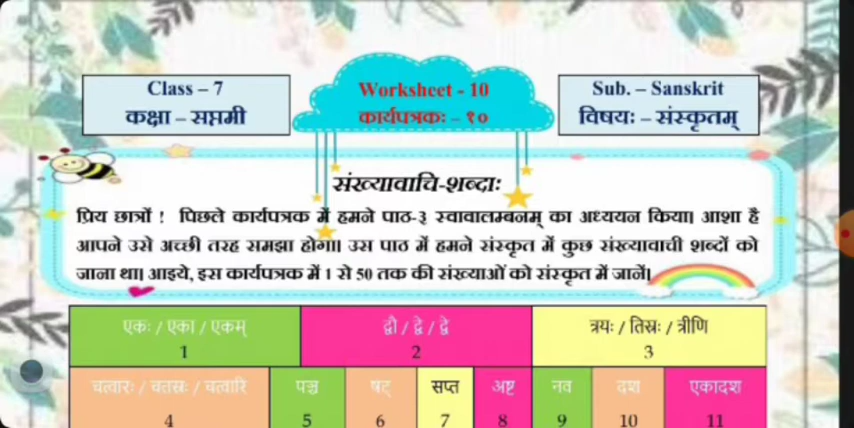 Class – 7
कक्षा – सप्तमी
Worksheet - 10
कार्यपत्रकः – १०
Sub. – Sanskrit
विषयः – संस्कृतम्
संख्यावाचि-शब्दाः
प्रिय छात्रों ! पिछले कार्यपत्रक में हमने पाठ-३ स्वावालम्बनम् का अध्ययन किया। आशा है
आपने उसे अच्छी तरह समझा होगा। उस पाठ में हमने संस्कृत में कुछ संख्यावाची शब्दों को
जाना था। आइये, इस कार्यपत्रक में 1 से 50 तक की संख्याओं को संस्कृत में जानें।
एकः / एका / एकम् द्वौ / द्वे / द्वे त्रयः / तिस्रः / त्रीणि
1 2 3
चत्वारः / चतस्रः / चत्वारि पञ्च षट् सप्त अष्ट नव दश एकादश
4 5 6 7 8 9 10 11